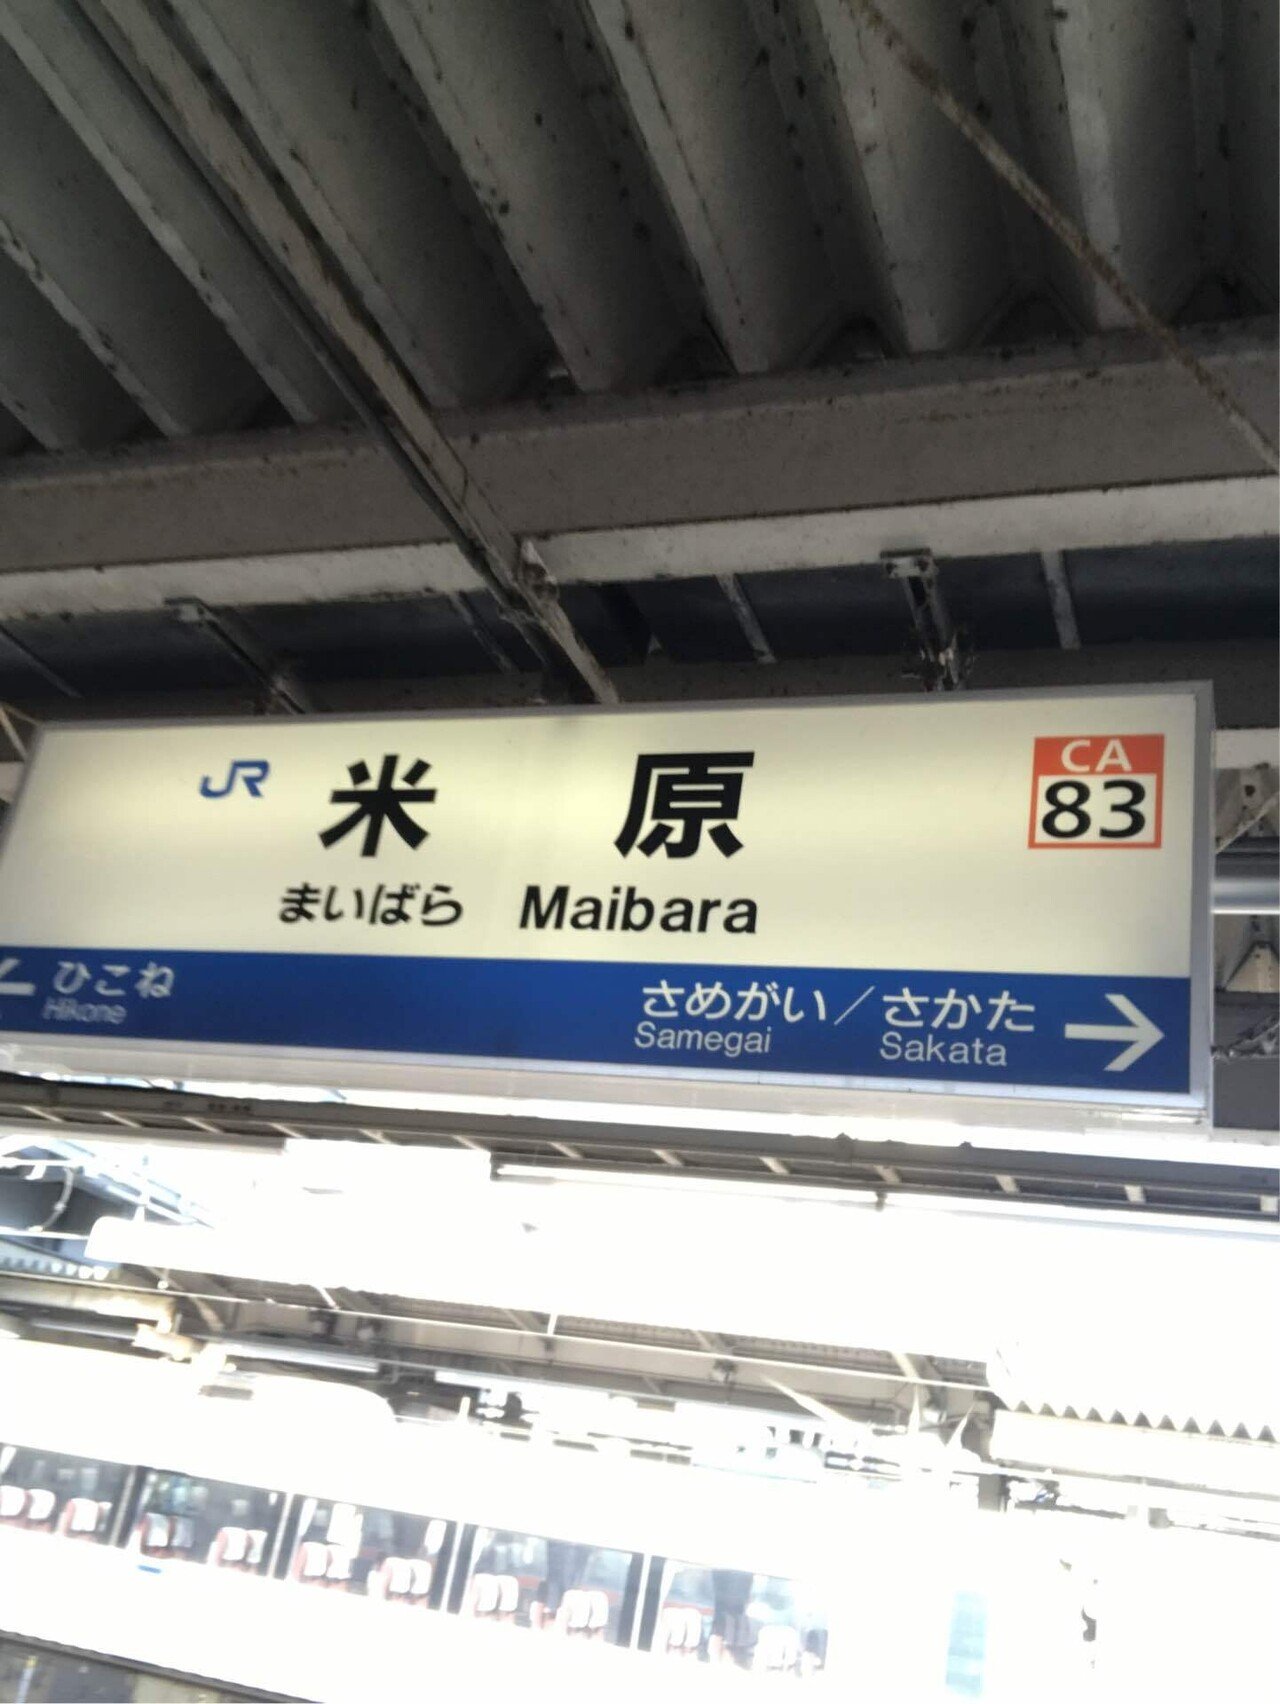 JR 米原
CA
83
まいばら Maibara
ひこね
Hikone
さめがい／さかた
Samegai Sakata